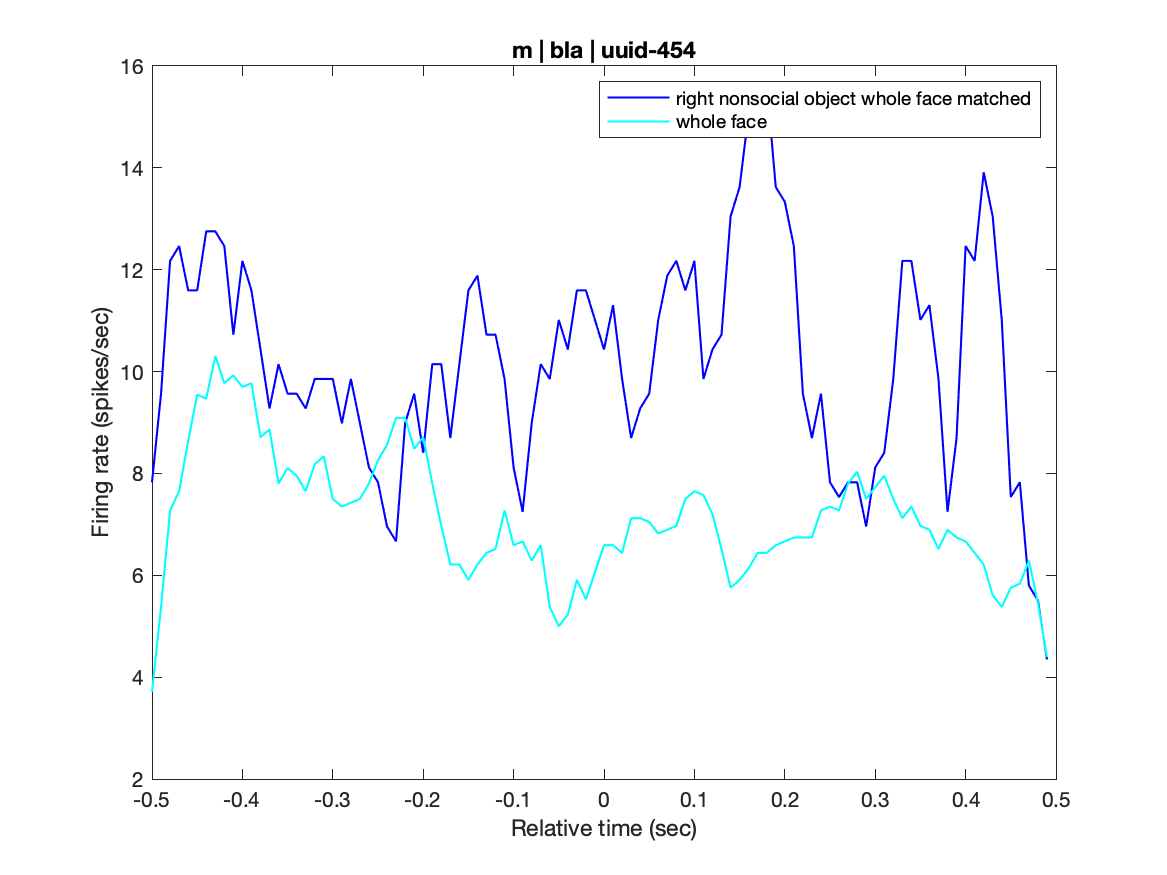 m | bla | uuid-454
right nonsocial object whole face matched
whole face
16
14
12
10
8
6
4
2
Firing rate (spikes/sec)
-0.5 -0.4 -0.3 -0.2 -0.1 0 0.1 0.2 0.3 0.4 0.5
Relative time (sec)